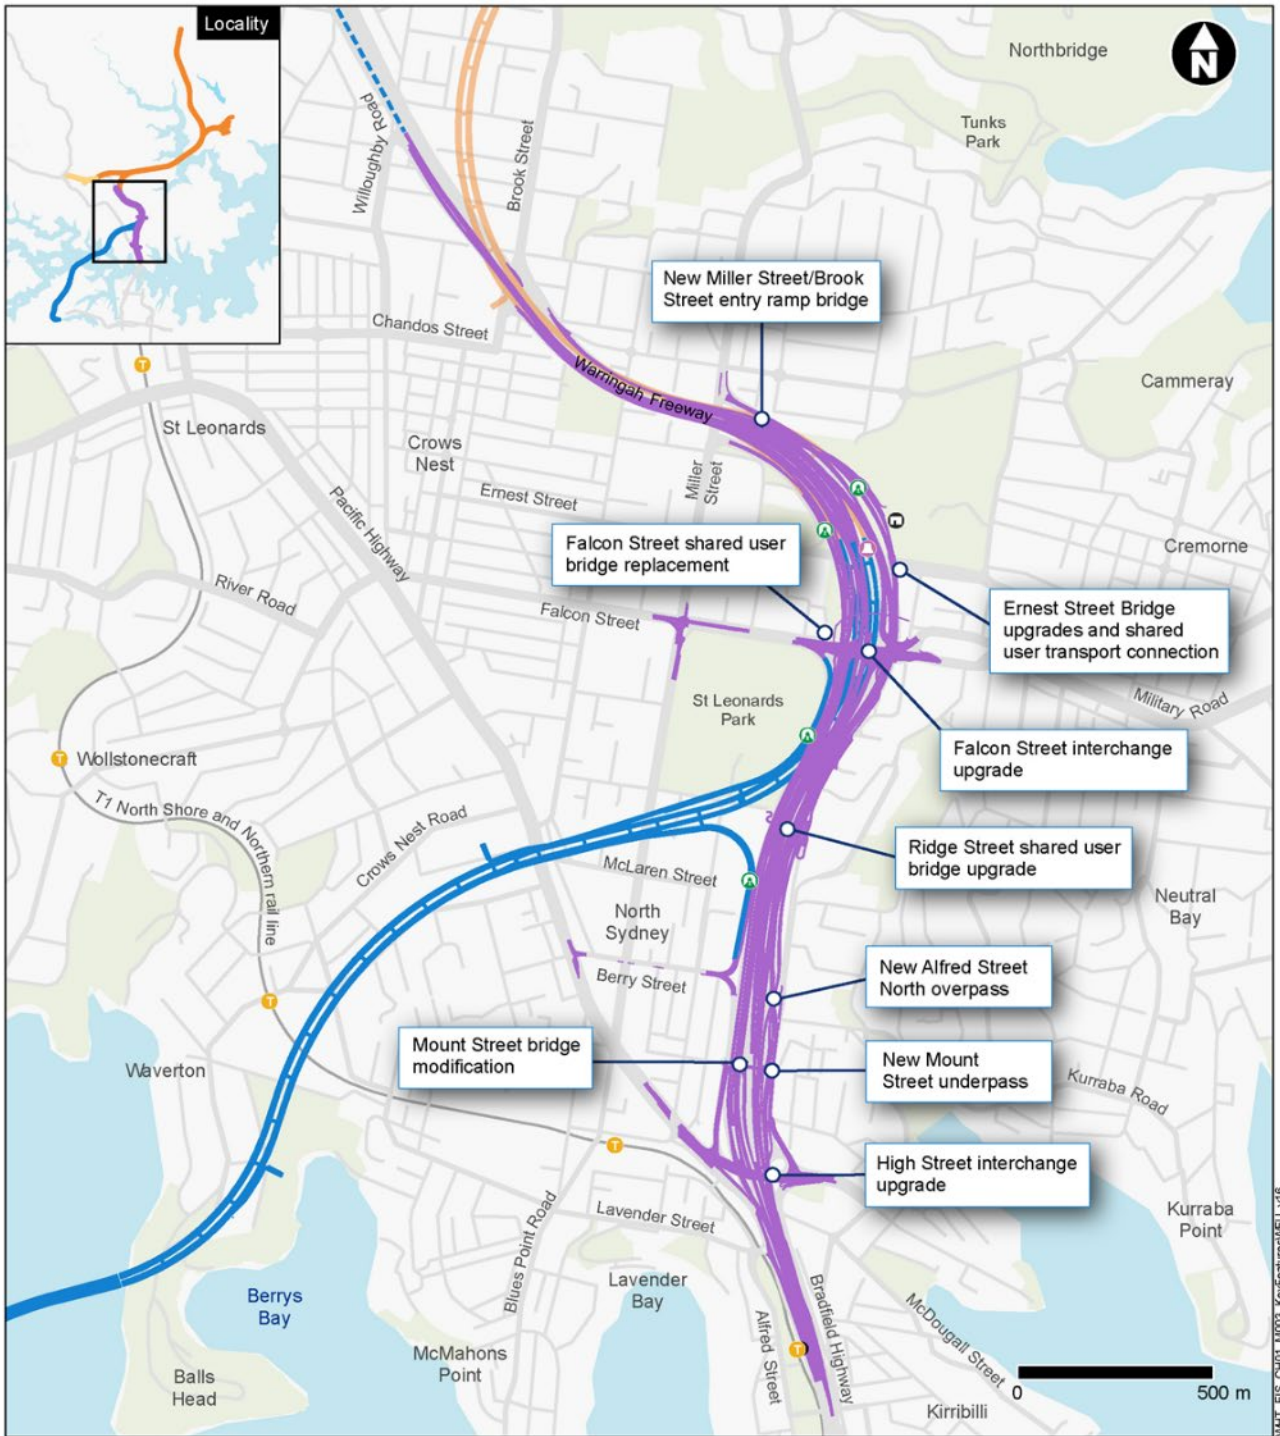 Locality
N
Northbridge
Tunks
Park
Willoughby Road
Brook Street
New Miller Street/Brook
Street entry ramp bridge
Chandos Street
Warringah Freeway
Cammeray
T
St Leonards
Crows
Nest
Miller
Street
Ernest Street
Pacific Highway
Falcon Street shared user
bridge replacement
Cremorne
River Road
Falcon Street
Ernest Street Bridge
upgrades and shared
user transport connection
St Leonards
Park
Military Road
Falcon Street interchange
upgrade
T
Wollstonecraft
T1 North Shore and Northern rail line
Crows Nest Road
Ridge Street shared user
bridge upgrade
McLaren Street
North
Sydney
Neutral
Bay
Berry Street
New Alfred Street
North overpass
T
Mount Street bridge
modification
New Mount
Street underpass
Waverton
Kurraba Road
T
High Street interchange
upgrade
Kurraba
Point
Lavender Street
Blues Point Road
Lavender
Bay
Berrys
Bay
Alfred Street
Bradfield Highway
McDougall Street
T
McMahons
Point
Balls
Head
0
500 m
Kirribilli